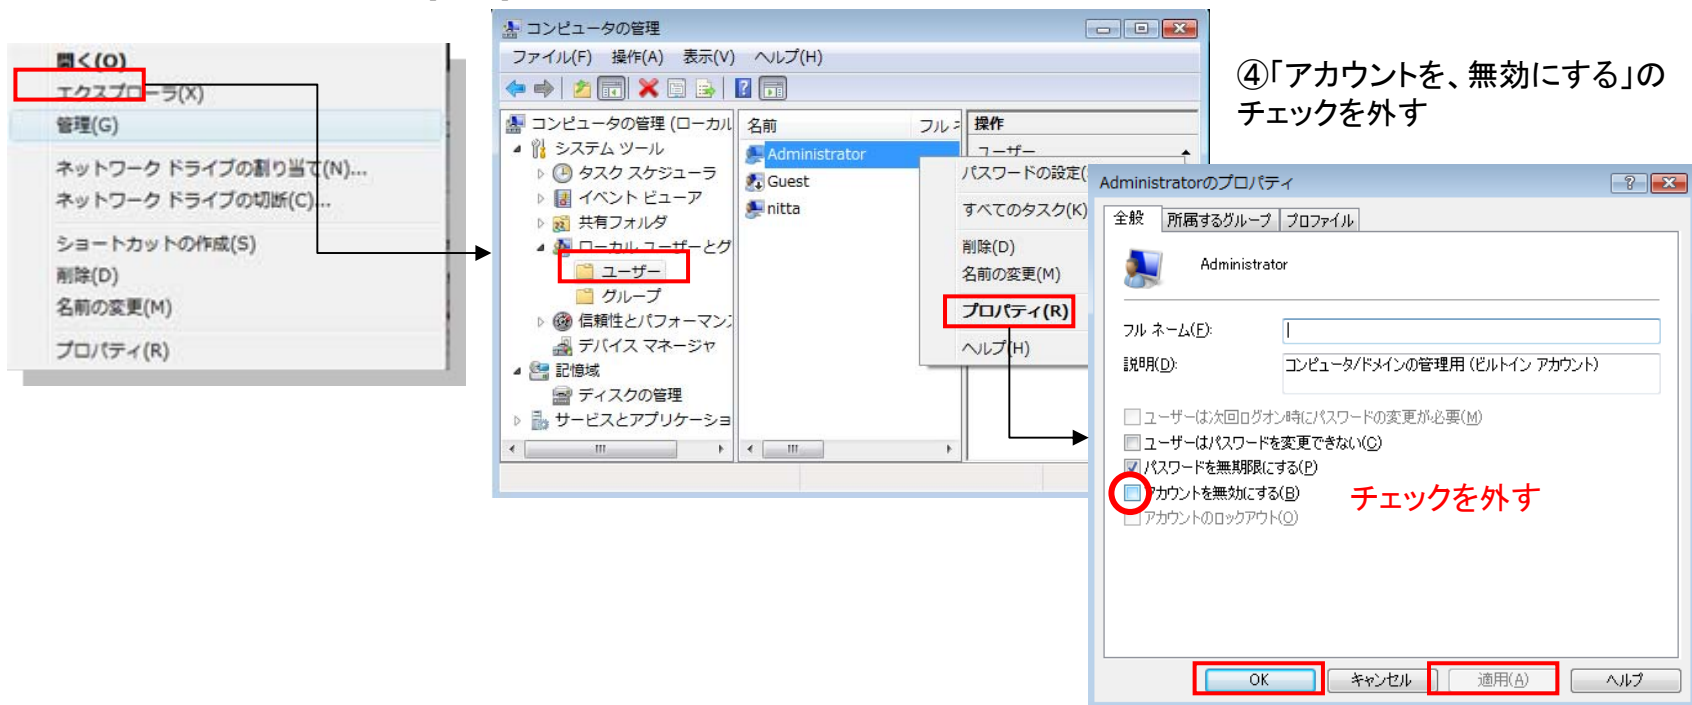 開く(O)
エクスプローラ(X)
管理(G)
ネットワーク ドライブの割り当て(N)...
ネットワーク ドライブの切断(C)...
ショートカットの作成(S)
削除(D)
名前の変更(M)
プロパティ(R)
コンピュータの管理
ファイル(F) 操作(A) 表示(V) ヘルプ(H)
コンピュータの管理 (ローカル
システム ツール
タスク スケジューラ
イベント ビューア
共有フォルダ
ローカル ユーザーとグ
ユーザー
グループ
信頼性とパフォーマンス
デバイス マネージャ
記憶域
ディスクの管理
サービスとアプリケーショ
名前 フル
Administrator
Guest
nitta
操作
ユーザー
パスワードの設定(
すべてのタスク(K)
削除(D)
名前の変更(M)
プロパティ(R)
ヘルプ(H)
④「アカウントを、無効にする」の
チェックを外す
Administratorのプロパティ
全般 所属するグループ プロファイル
Administrator
フル ネーム(F):
説明(D): コンピュータ/ドメインの管理用 (ビルトイン アカウント)
ユーザーは次回ログオン時にパスワードの変更が必要(M)
ユーザーはパスワードを変更できない(C)
パスワードを無期限にする(P)
アカウントを無効にする(B)
チェックを外す
アカウントのロックアウト(O)
OK キャンセル 適用(A) ヘルプ